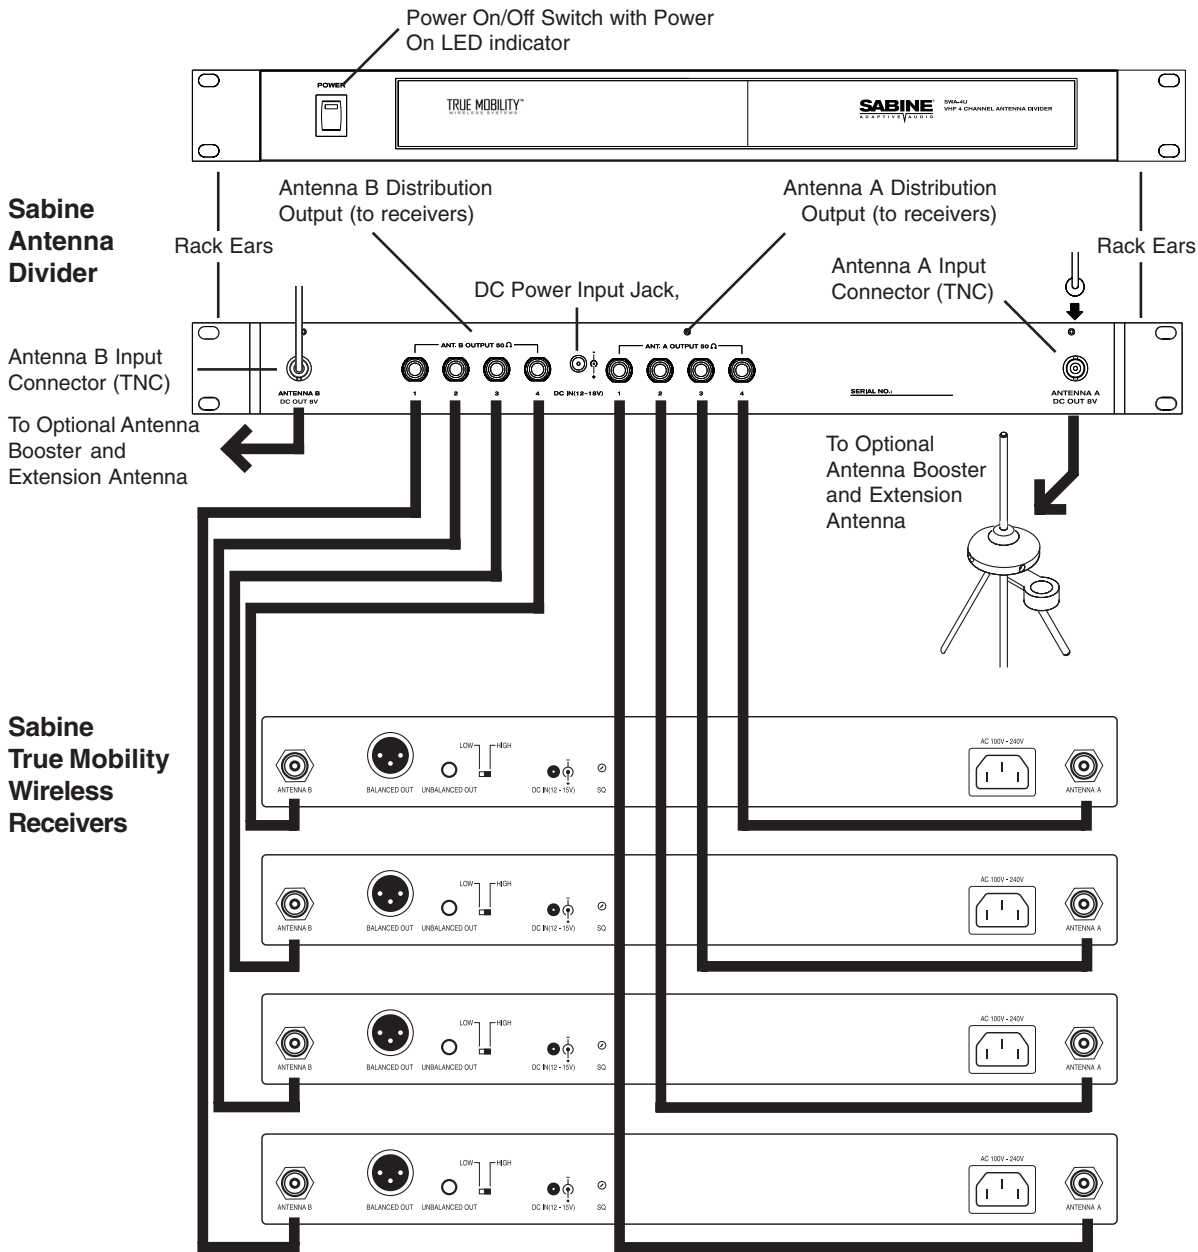 Power On/Off Switch with Power
On LED indicator
POWER
TRUE MOBILITY™
WIRELESS SYSTEMS
SABINE®
ADAPTIVE AUDIO
SWA-4U
VHF 4 CHANNEL ANTENNA DIVIDER
Sabine
Antenna
Divider
Rack Ears
Antenna B Distribution
Output (to receivers)
Antenna A Distribution
Output (to receivers)
Rack Ears
DC Power Input Jack,
Antenna A Input
Connector (TNC)
Antenna B Input
Connector (TNC)
To Optional Antenna
Booster and
Extension Antenna
ANTENNA B
DC OUT 8V
ANT. B OUTPUT 50 Ω
1 2 3 4
DC IN(12-18V)
- +
ANT. A OUTPUT 50 Ω
1 2 3 4
SERIAL NO.:
ANTENNA A
DC OUT 8V
To Optional
Antenna Booster
and Extension
Antenna
Sabine
True Mobility
Wireless
Receivers
ANTENNA B
BALANCED OUT
UNBALANCED OUT
LOW HIGH
DC IN(12 - 15V)
- +
SQ
AC 100V - 240V
ANTENNA A
ANTENNA B
BALANCED OUT
UNBALANCED OUT
LOW HIGH
DC IN(12 - 15V)
- +
SQ
AC 100V - 240V
ANTENNA A
ANTENNA B
BALANCED OUT
UNBALANCED OUT
LOW HIGH
DC IN(12 - 15V)
- +
SQ
AC 100V - 240V
ANTENNA A
ANTENNA B
BALANCED OUT
UNBALANCED OUT
LOW HIGH
DC IN(12 - 15V)
- +
SQ
AC 100V - 240V
ANTENNA A